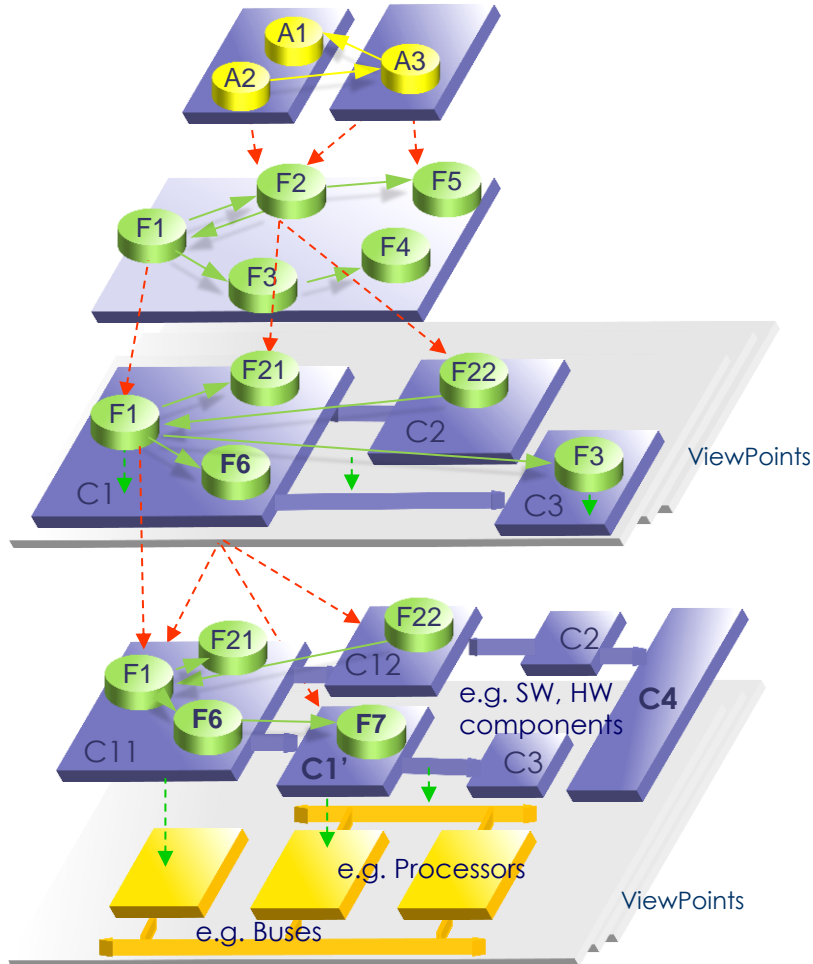 A1
A3
A2
F2
F5
F1
F4
F3
F21
F22
F1
C2
F6
F3
ViewPoints
C1
C3
F22
F21
C2
F1
C12
e.g. SW, HW
components
C4
F6
F7
C11
C1’
C3
e.g. Processors
ViewPoints
e.g. Buses